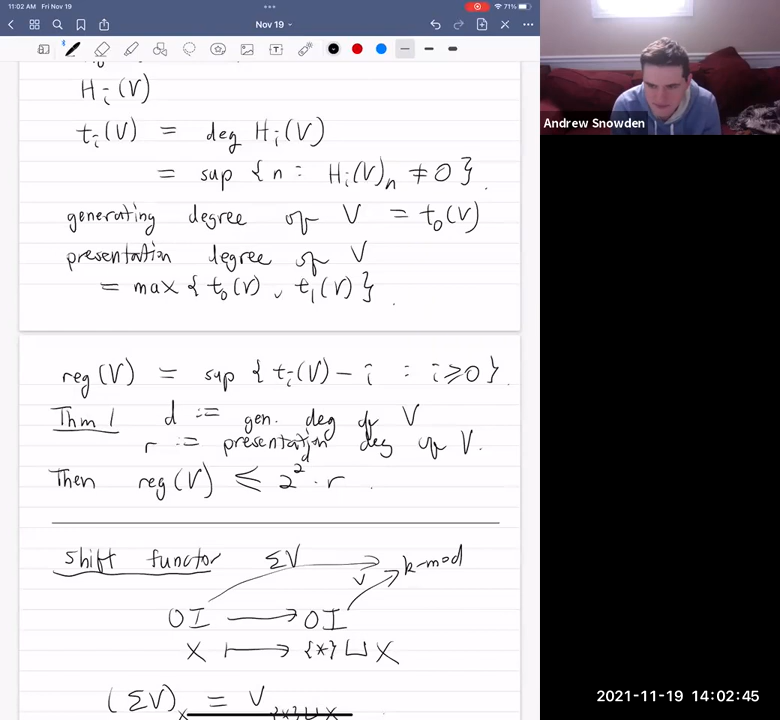 11:02 AM Fri Nov 19
71%
Nov 19
H_i(V)
t_i(V) = deg H_i(V)
= sup {n : H_i(V)_n ≠ 0}.
generating degree of V = t_0(V)
presentation degree of V
= max {t_0(V), t_1(V)}.
reg(V) = sup {t_i(V) - i : i ≥ 0}.
Thm 1 d := gen. deg of V
r := presentation deg of V.
Then reg(V) ≤ 2^{2^d} · r.
Shift functor ΣV
V k-mod
OI → OI
X ↦ {*} ⊔ X
(ΣV)_X = V_{{*} ⊔ X}
Andrew Snowden
2021-11-19 14:02:45